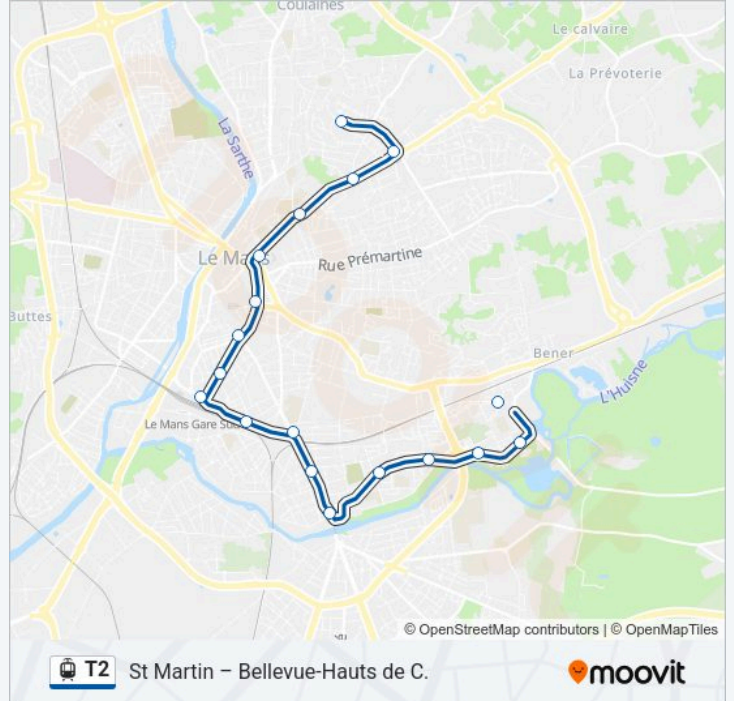 Coulaines
Le calvaire
La Prévoterie
La Sarthe
Le Mans
Rue Prémartine
Buttes
Bener
L'Huisne
Le Mans Gare Sud
© OpenStreetMap contributors | © OpenMapTiles
T2 St Martin – Bellevue-Hauts de C.
moovit